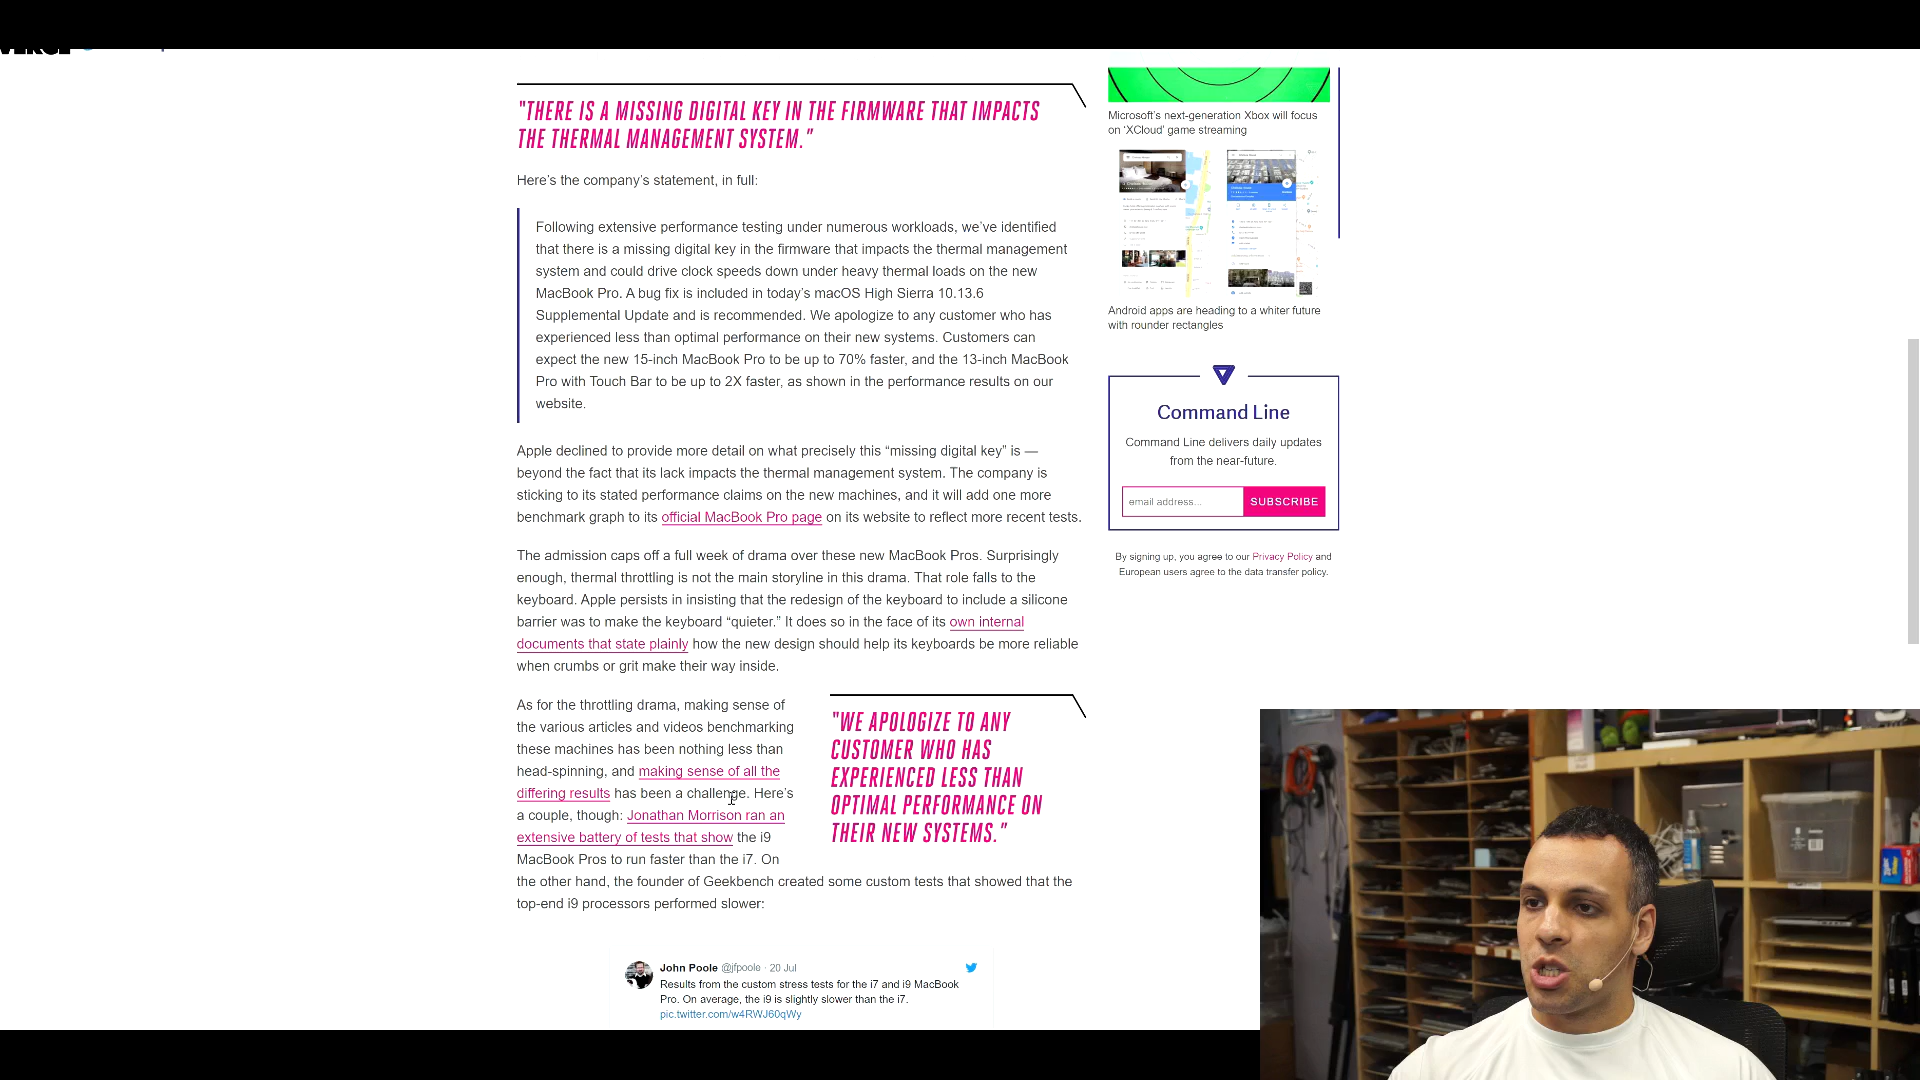 "THERE IS A MISSING DIGITAL KEY IN THE FIRMWARE THAT IMPACTS
THE THERMAL MANAGEMENT SYSTEM."
Here's the company's statement, in full:
Following extensive performance testing under numerous workloads, we've identified
that there is a missing digital key in the firmware that impacts the thermal management
system and could drive clock speeds down under heavy thermal loads on the new
MacBook Pro. A bug fix is included in today's macOS High Sierra 10.13.6
Supplemental Update and is recommended. We apologize to any customer who has
experienced less than optimal performance on their new systems. Customers can
expect the new 15-inch MacBook Pro to be up to 70% faster, and the 13-inch MacBook
Pro with Touch Bar to be up to 2X faster, as shown in the performance results on our
website.
Apple declined to provide more detail on what precisely this “missing digital key” is —
beyond the fact that its lack impacts the thermal management system. The company is
sticking to its stated performance claims on the new machines, and it will add one more
benchmark graph to its official MacBook Pro page on its website to reflect more recent tests.
The admission caps off a full week of drama over these new MacBook Pros. Surprisingly
enough, thermal throttling is not the main storyline in this drama. That role falls to the
keyboard. Apple persists in insisting that the redesign of the keyboard to include a silicone
barrier was to make the keyboard “quieter.” It does so in the face of its own internal
documents that state plainly how the new design should help its keyboards be more reliable
when crumbs or grit make their way inside.
As for the throttling drama, making sense of
the various articles and videos benchmarking
these machines has been nothing less than
head-spinning, and making sense of all the
differing results has been a challenge. Here's
a couple, though: Jonathan Morrison ran an
extensive battery of tests that show the i9
MacBook Pros to run faster than the i7. On
the other hand, the founder of Geekbench created some custom tests that showed that the
top-end i9 processors performed slower:
"WE APOLOGIZE TO ANY
CUSTOMER WHO HAS
EXPERIENCED LESS THAN
OPTIMAL PERFORMANCE ON
THEIR NEW SYSTEMS."
John Poole @jfpoole · 20 Jul
Results from the custom stress tests for the i7 and i9 MacBook
Pro. On average, the i9 is slightly slower than the i7.
pic.twitter.com/w4RWJ60qWy
Microsoft's next-generation Xbox will focus
on 'XCloud' game streaming
Android apps are heading to a whiter future
with rounder rectangles
Command Line
Command Line delivers daily updates
from the near-future.
email address...
SUBSCRIBE
By signing up, you agree to our Privacy Policy and
European users agree to the data transfer policy.